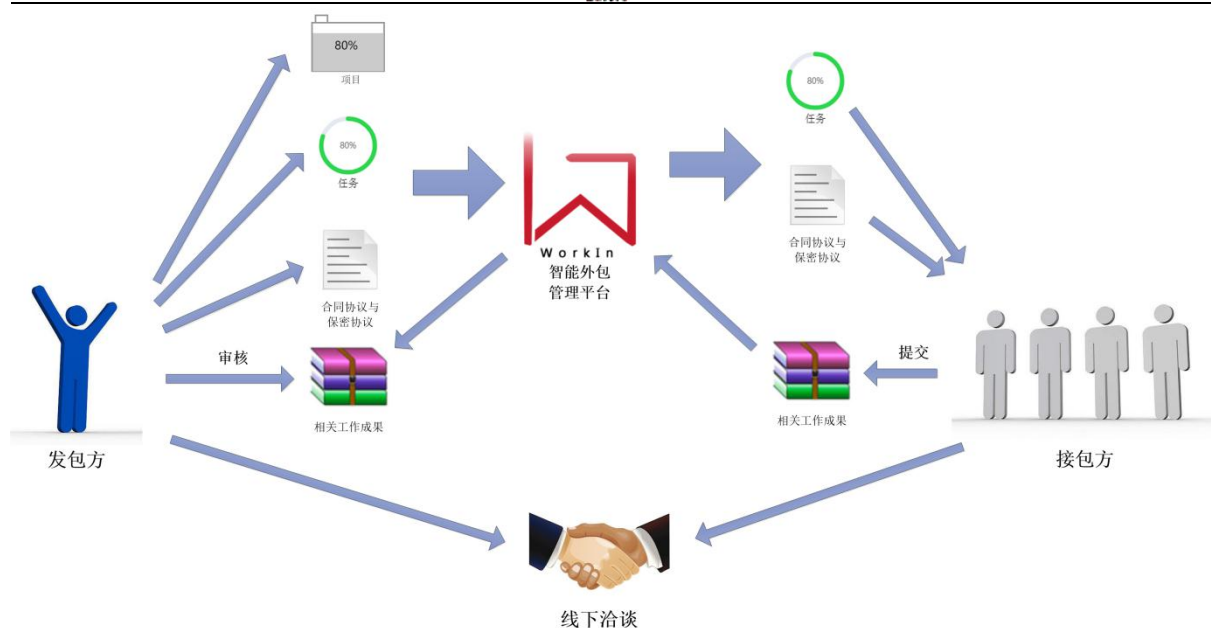 80%
项目
80%
任务
80%
任务
合同协议与
保密协议
WorkIn
智能外包
管理平台
合同协议与
保密协议
审核
相关工作成果
提交
相关工作成果
发包方
接包方
线下洽谈